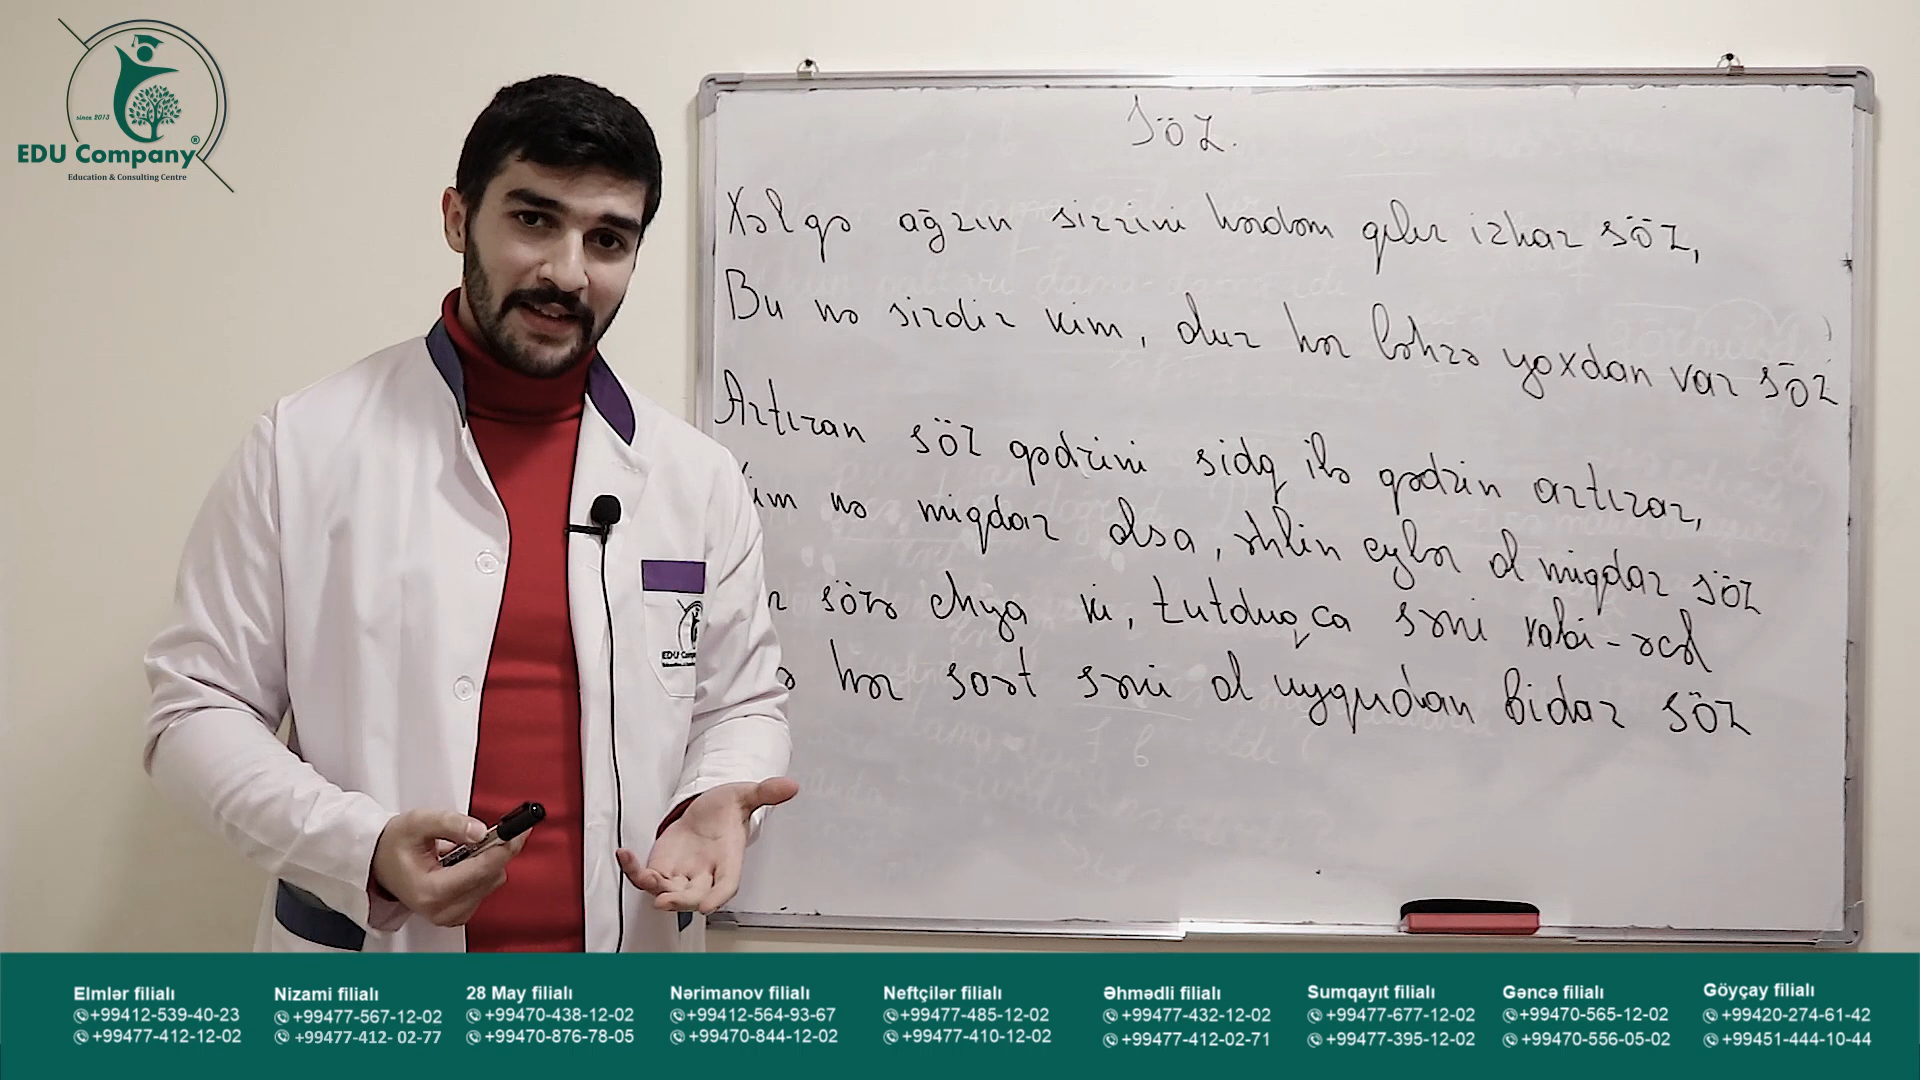 since 2013
EDU Company®
Education & Consulting Centre
Söz.
Xəlqə ağzın sirrini hərdəm qılır izhar söz,
Bu nə sirdir kim, olur hər ləhzə yoxdan var söz
Artıran söz qədrini sidq ilə qədrin artırar,
Kim nə miqdar olsa, əhlin eylər ol miqdar söz
sözə ehya ki, tutduqca səni xabi-əcəl
hər saət səni ol uyqudan bidar söz
EDU Company
Elmlər filialı
+99412-539-40-23
+99477-412-12-02
Nizami filialı
+99477-567-12-02
+99477-412- 02-77
28 May filialı
+99470-438-12-02
+99470-876-78-05
Nərimanov filialı
+99412-564-93-67
+99470-844-12-02
Neftçilər filialı
+99477-485-12-02
+99477-410-12-02
Əhmədli filialı
+99477-432-12-02
+99477-412-02-71
Sumqayıt filialı
+99477-677-12-02
+99477-395-12-02
Gəncə filialı
+99470-565-12-02
+99470-556-05-02
Göyçay filialı
+99420-274-61-42
+99451-444-10-44